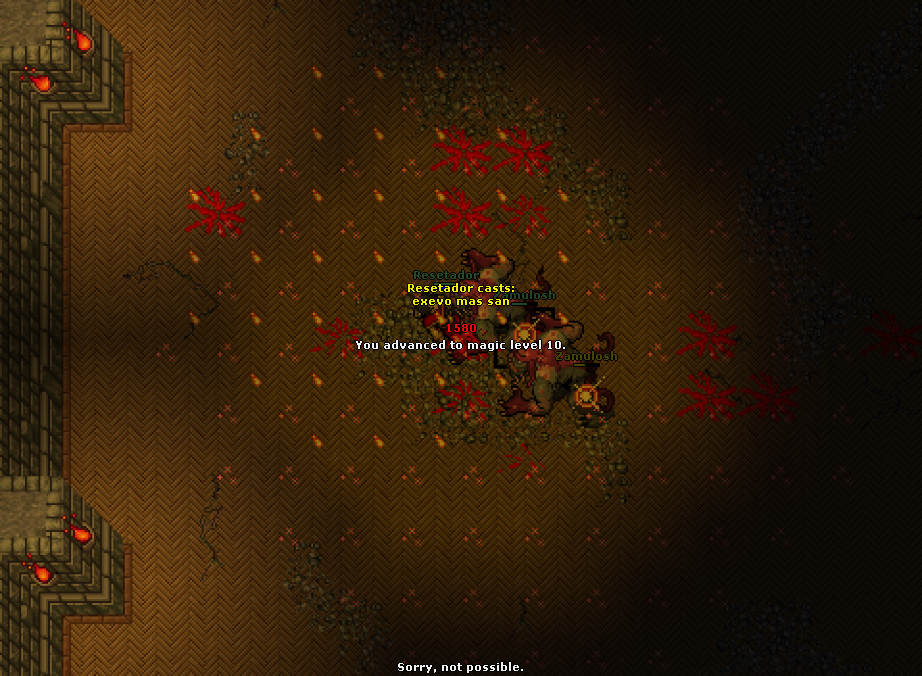 Resetador
Resetador casts:
exevo mas san
1580
You advanced to magic level 10.
Zamulosh
Sorry, not possible.